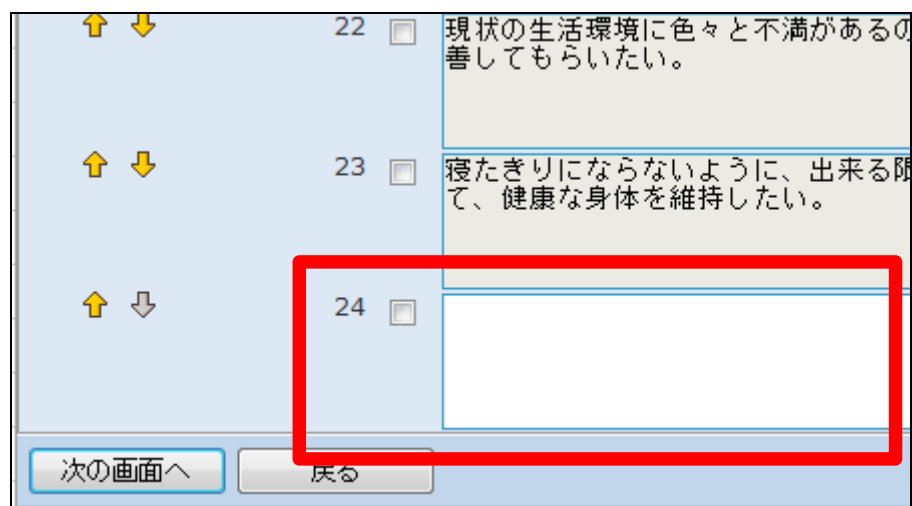 22
現状の生活環境に色々と不満があるの
善してもらいたい。
23
寝たきりにならないように、出来る限
て、健康な身体を維持したい。
24
次の画面へ
戻る